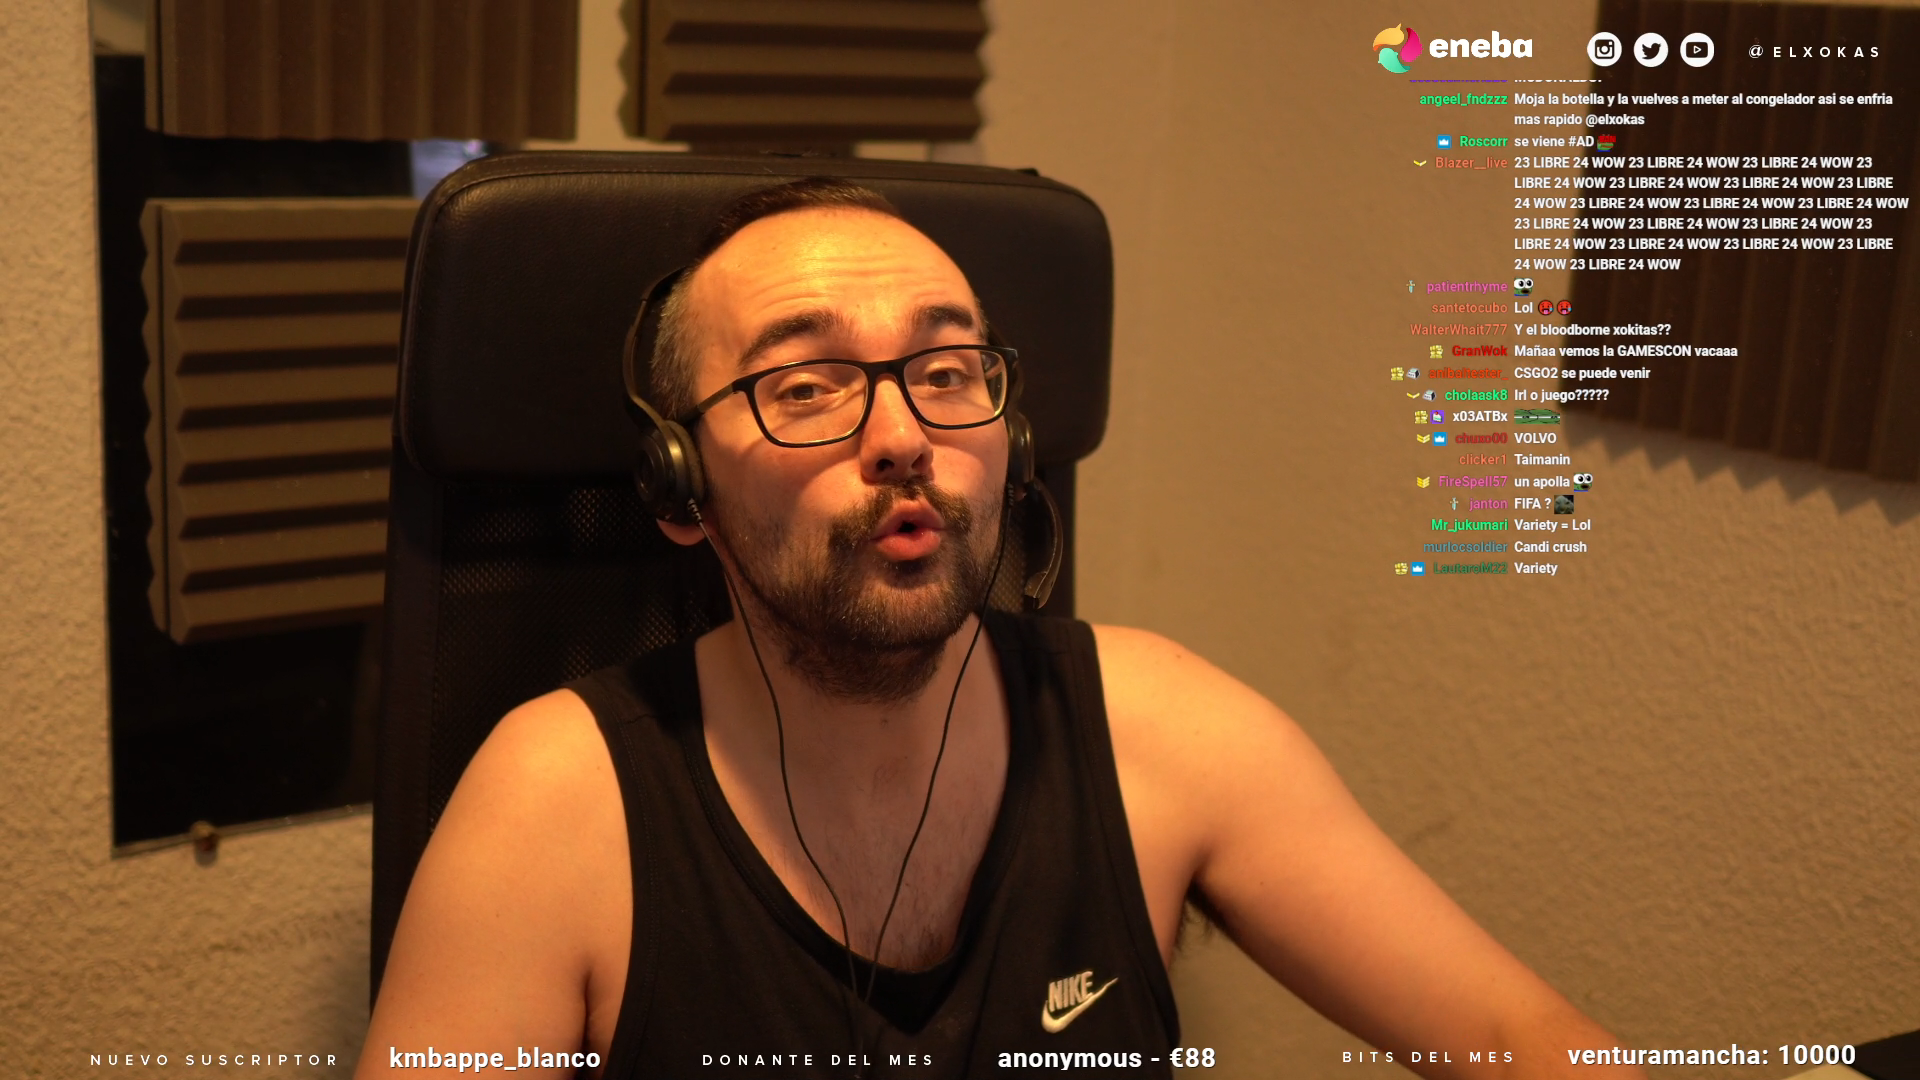 eneba
@ELXOKAS
angeel_fndzzz Moja la botella y la vuelves a meter al congelador asi se enfria
mas rapido @elxokas
Roscorr se viene #AD
Blazer__live 23 LIBRE 24 WOW 23 LIBRE 24 WOW 23 LIBRE 24 WOW 23
LIBRE 24 WOW 23 LIBRE 24 WOW 23 LIBRE 24 WOW 23 LIBRE
24 WOW 23 LIBRE 24 WOW 23 LIBRE 24 WOW 23 LIBRE 24 WOW
23 LIBRE 24 WOW 23 LIBRE 24 WOW 23 LIBRE 24 WOW 23
LIBRE 24 WOW 23 LIBRE 24 WOW 23 LIBRE 24 WOW 23 LIBRE
24 WOW 23 LIBRE 24 WOW
patientrhyme
santetocubo Lol
WalterWhait777 Y el bloodborne xokitas??
GranWok Mañaa vemos la GAMESCON vacaaa
CSGO2 se puede venir
cholaask8 Irl o juego?????
x03ATBx
chuxo00 VOLVO
clicker1 Taimanin
FireSpell57 un apolla
janton FIFA ?
Mr_jukumari Variety = Lol
murlocsoldier Candi crush
LautaroM22 Variety
NIKE
NUEVO SUSCRIPTOR kmbappe_blanco DONANTE DEL MES anonymous - €88 BITS DEL MES venturamancha: 10000